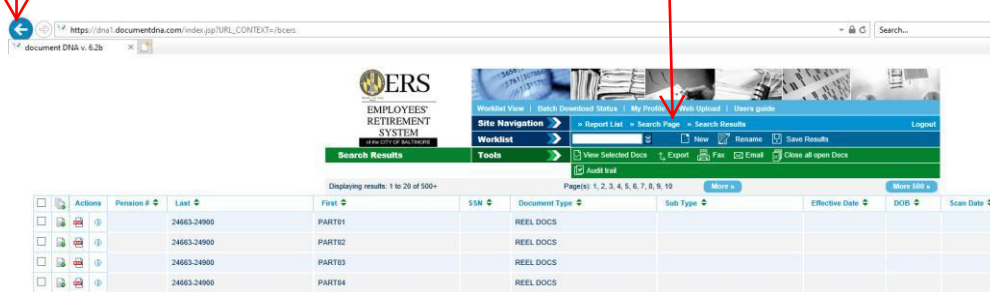 https://dna1.documentdna.com/index.jsp?URL_CONTEXT=/bcers
Search...
document DNA v. 6.2b
ERS
EMPLOYEES'
RETIREMENT
SYSTEM
of the CITY OF BALTIMORE
Worklist View | Batch Download Status | My Profile | Web Upload | Users guide
Site Navigation » Report List » Search Page » Search Results Logout
Worklist New Rename Save Results
Search Results Tools View Selected Docs Export Fax Email Close all open Docs
Audit trail
Displaying results: 1 to 20 of 500+ Page(s): 1, 2, 3, 4, 5, 6, 7, 8, 9, 10 More » More 500 »
Actions Pension # Last First SSN Document Type Sub Type Effective Date DOB Scan Date
24663-24900 PART01 REEL DOCS
24663-24900 PART02 REEL DOCS
24663-24900 PART03 REEL DOCS
24663-24900 PART04 REEL DOCS